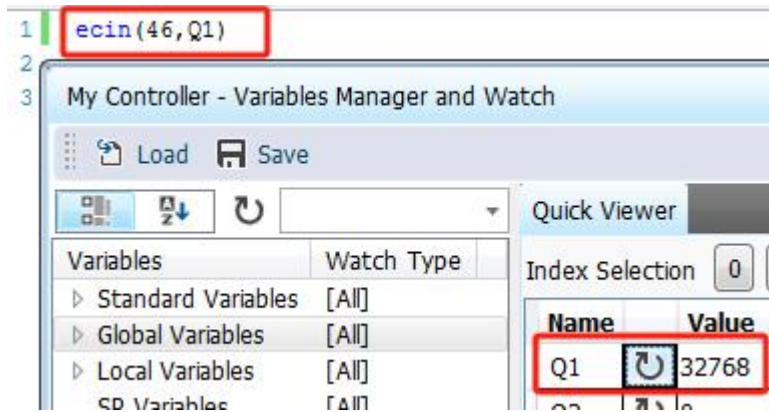 1 ecin(46,Q1)
2
3
My Controller - Variables Manager and Watch
Load Save
Quick Viewer
Variables Watch Type
Index Selection 0
Standard Variables [All]
Name Value
Global Variables [All]
Q1 32768
Local Variables [All]
SP Variables [All]